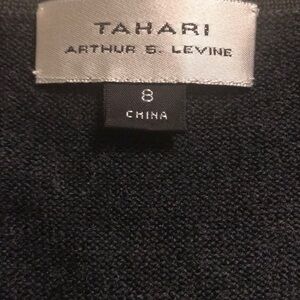 TAHARI
ARTHUR S. LEVINE
8
CHINA